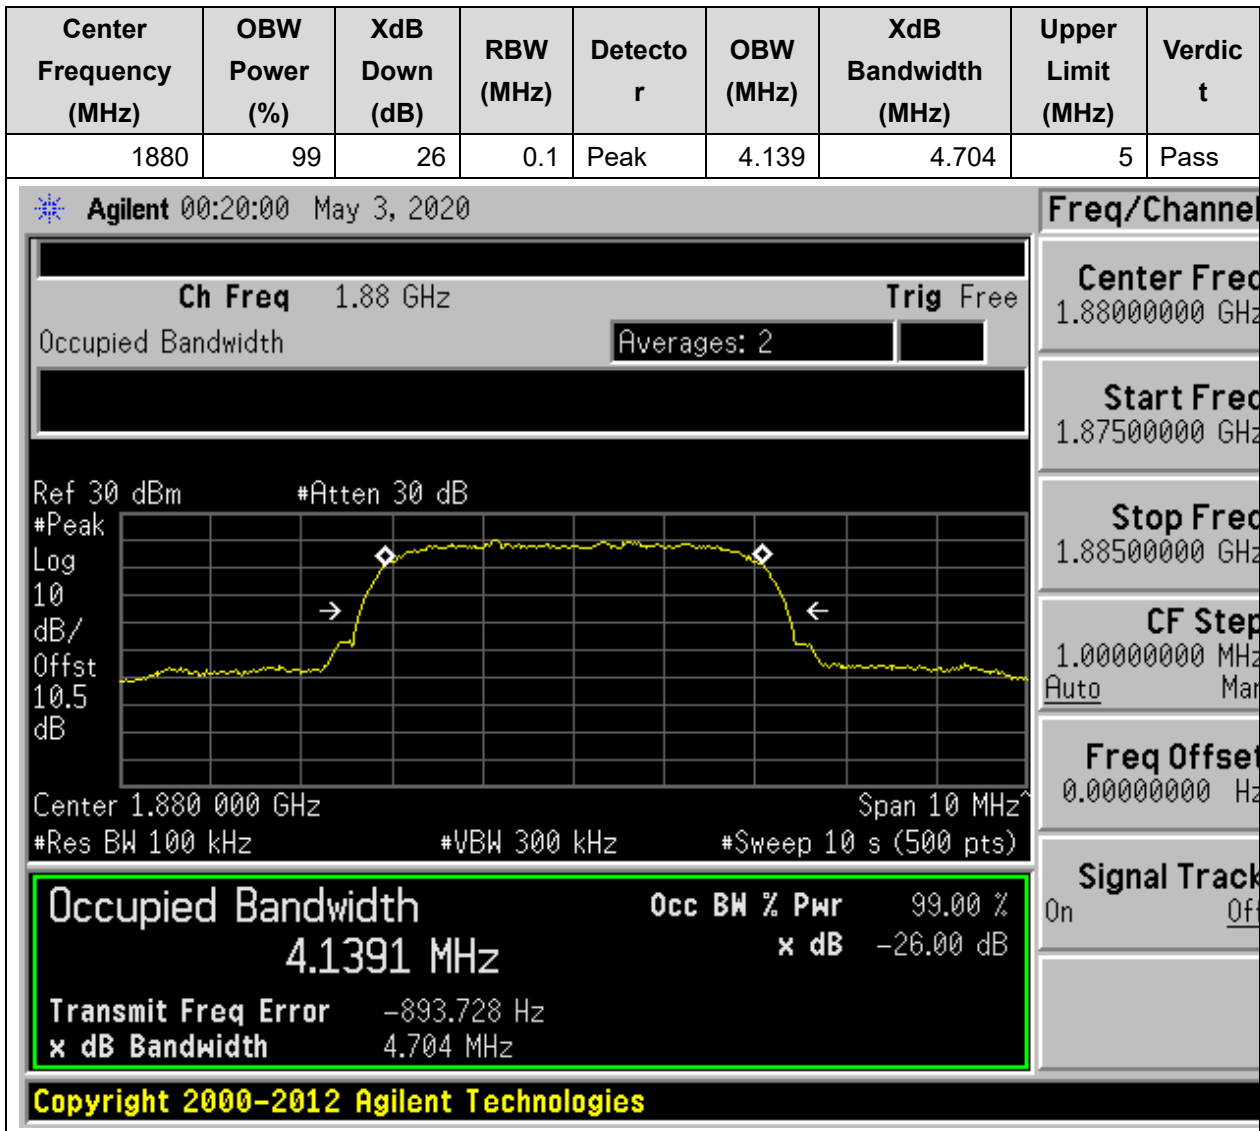 Center Frequency (MHz) OBW Power (%) XdB Down (dB) RBW (MHz) Detector OBW (MHz) XdB Bandwidth (MHz) Upper Limit (MHz) Verdict
1880 99 26 0.1 Peak 4.139 4.704 5 Pass
Agilent 00:20:00 May 3, 2020
Freq/Channel
Ch Freq 1.88 GHz Trig Free
Occupied Bandwidth Averages: 2
Center Freq
1.88000000 GHz
Start Freq
1.87500000 GHz
Stop Freq
1.88500000 GHz
CF Step
1.00000000 MHz
Auto Man
Freq Offset
0.00000000 Hz
Signal Track
On Off
Ref 30 dBm #Atten 30 dB
#Peak
Log
10
dB/
Offst
10.5
dB
Center 1.880 000 GHz Span 10 MHz^
#Res BW 100 kHz #VBW 300 kHz #Sweep 10 s (500 pts)
Occupied Bandwidth
4.1391 MHz
Occ BW % Pwr 99.00 %
x dB -26.00 dB
Transmit Freq Error -893.728 Hz
x dB Bandwidth 4.704 MHz
Copyright 2000-2012 Agilent Technologies